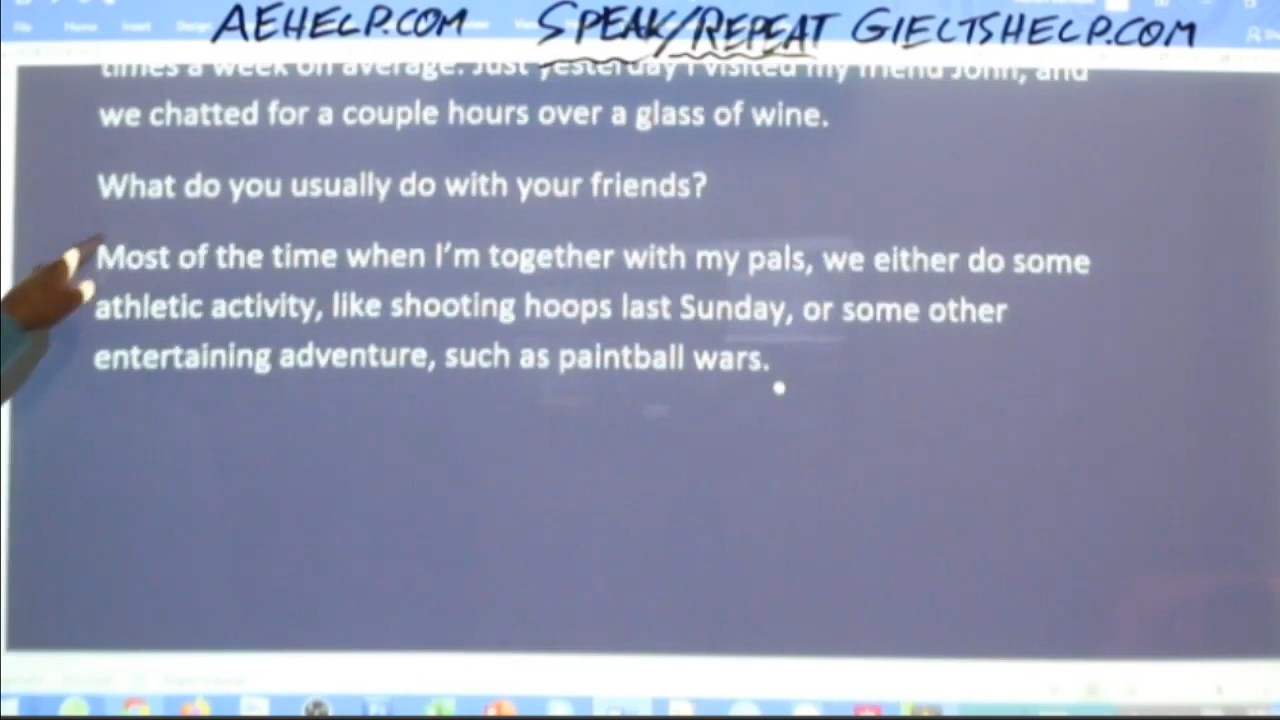 AEHELP.COM SPEAK/REPEAT GIELTSHELP.COM
times a week on average. Just yesterday I visited my friend John, and
we chatted for a couple hours over a glass of wine.
What do you usually do with your friends?
Most of the time when I'm together with my pals, we either do some
athletic activity, like shooting hoops last Sunday, or some other
entertaining adventure, such as paintball wars.